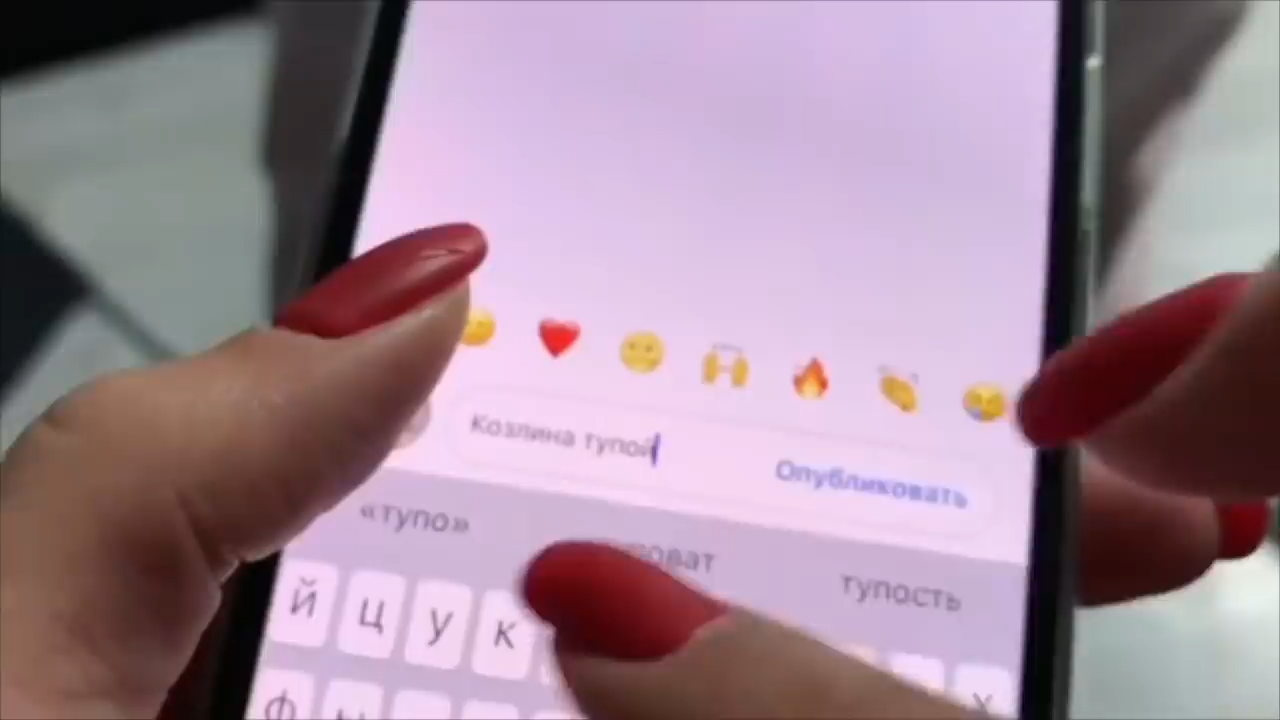 Козлина тупой
Опубликовать
«тупо» тупость
й ц у к х
ф